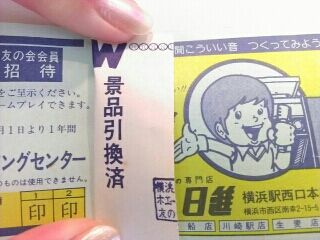 友の会会員
招待
をご呈示ください。
ームプレイできます。
月1日より1年間
ングセンター
のものは使用できません。
1 2
印 印
W
景品引換済
横浜
ホエー
友の
聞こういい音 つくってみよう
の専門店
日進
横浜駅西口本
横浜市西区南幸2-15-5
船店 川崎駅店 生麦店